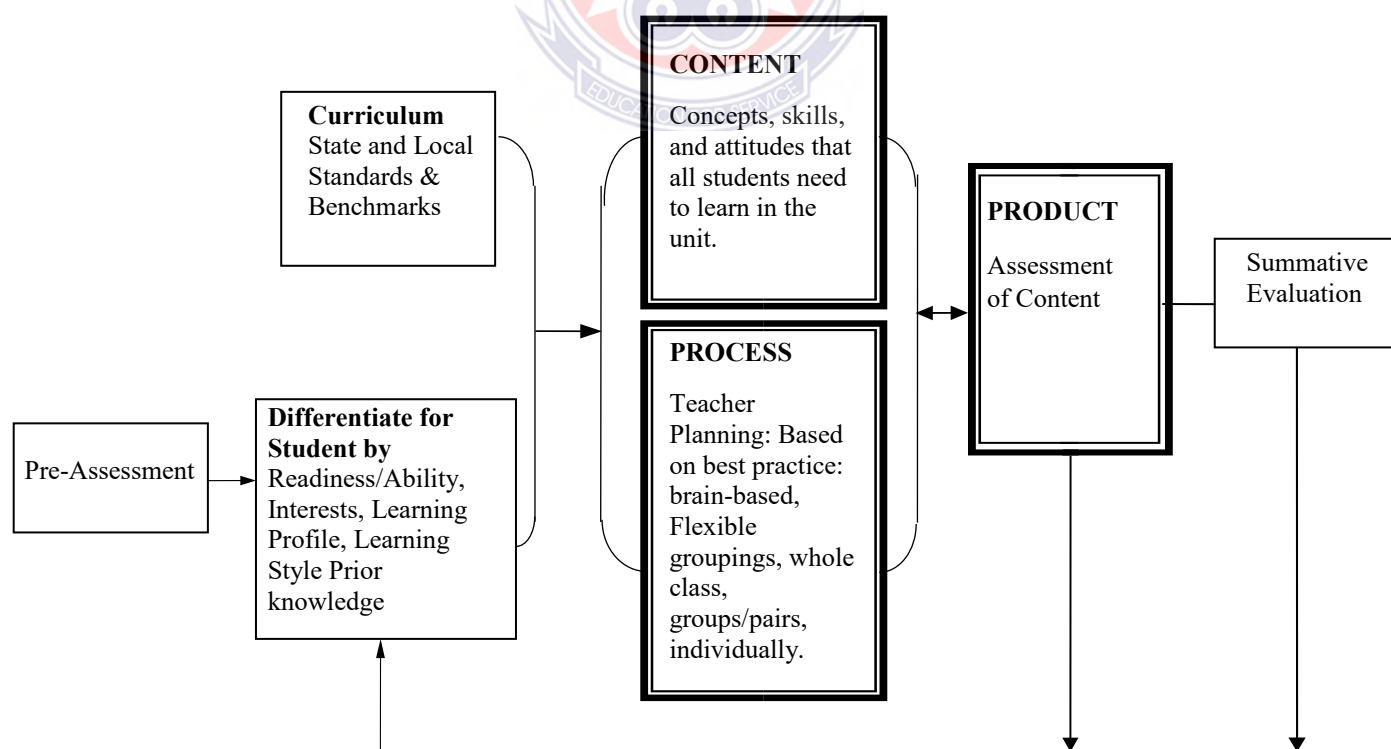 EDUCATION FOR SERVICE
CONTENT
Concepts, skills,
and attitudes that
all students need
to learn in the
unit.
Curriculum
State and Local
Standards &
Benchmarks
PRODUCT
Assessment
of Content
Summative
Evaluation
PROCESS
Teacher
Planning: Based
on best practice:
brain-based,
Flexible
groupings, whole
class,
groups/pairs,
individually.
Pre-Assessment
Differentiate for
Student by
Readiness/Ability,
Interests, Learning
Profile, Learning
Style Prior
knowledge